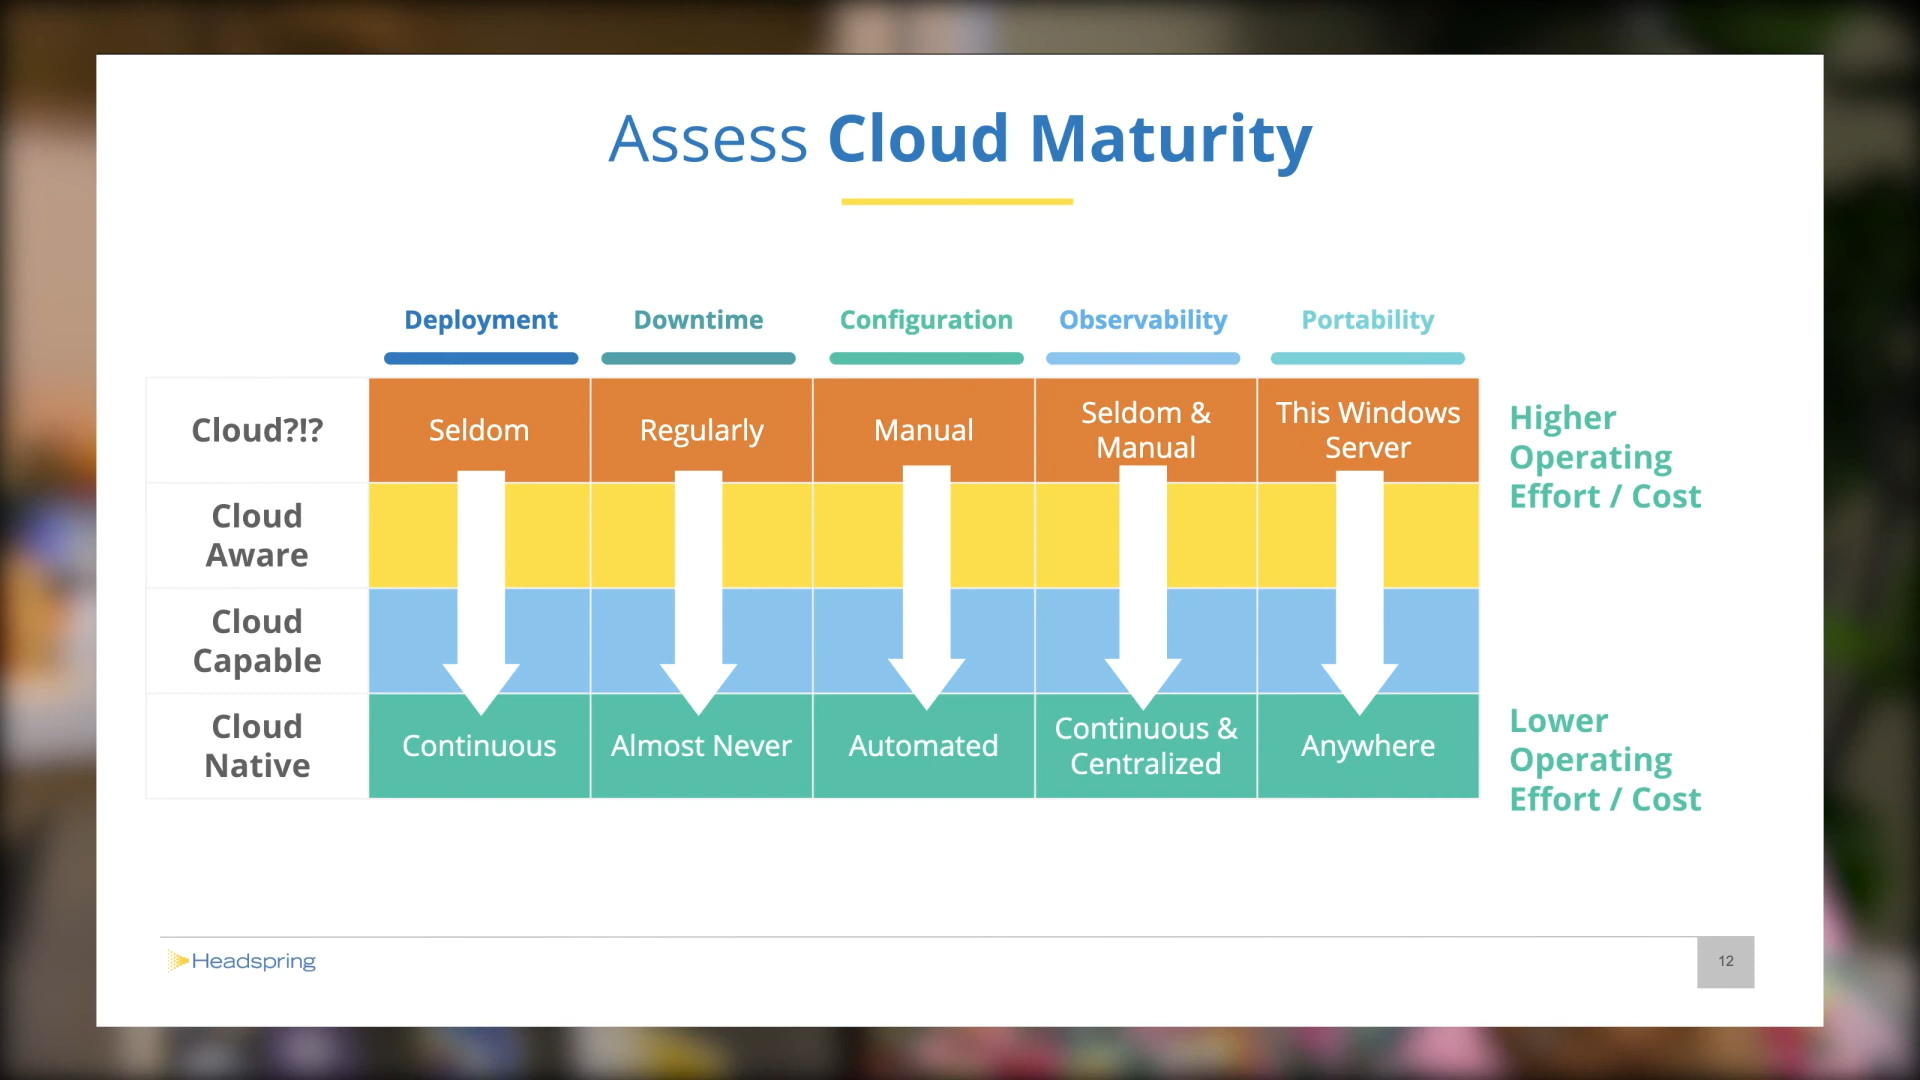 Assess Cloud Maturity
Deployment
Downtime
Configuration
Observability
Portability
Cloud?!?
Seldom
Regularly
Manual
Seldom &
Manual
This Windows
Server
Higher
Operating
Effort / Cost
Cloud
Aware
Cloud
Capable
Cloud
Native
Continuous
Almost Never
Automated
Continuous &
Centralized
Anywhere
Lower
Operating
Effort / Cost
Headspring
12